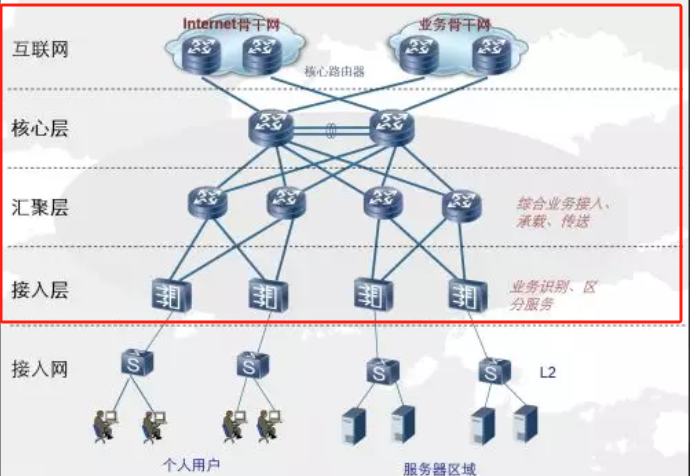 Internet骨干网
业务骨干网
互联网
核心路由器
核心层
汇聚层
综合业务接入、
承载、传送
接入层
业务识别、区
分服务
接入网
S
S
S
S
L2
个人用户
服务器区域